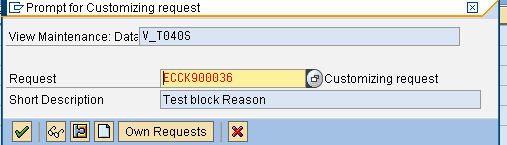 Prompt for Customizing request
View Maintenance: Data V_T040S
Request ECCK900036 Customizing request
Short Description Test block Reason
Own Requests